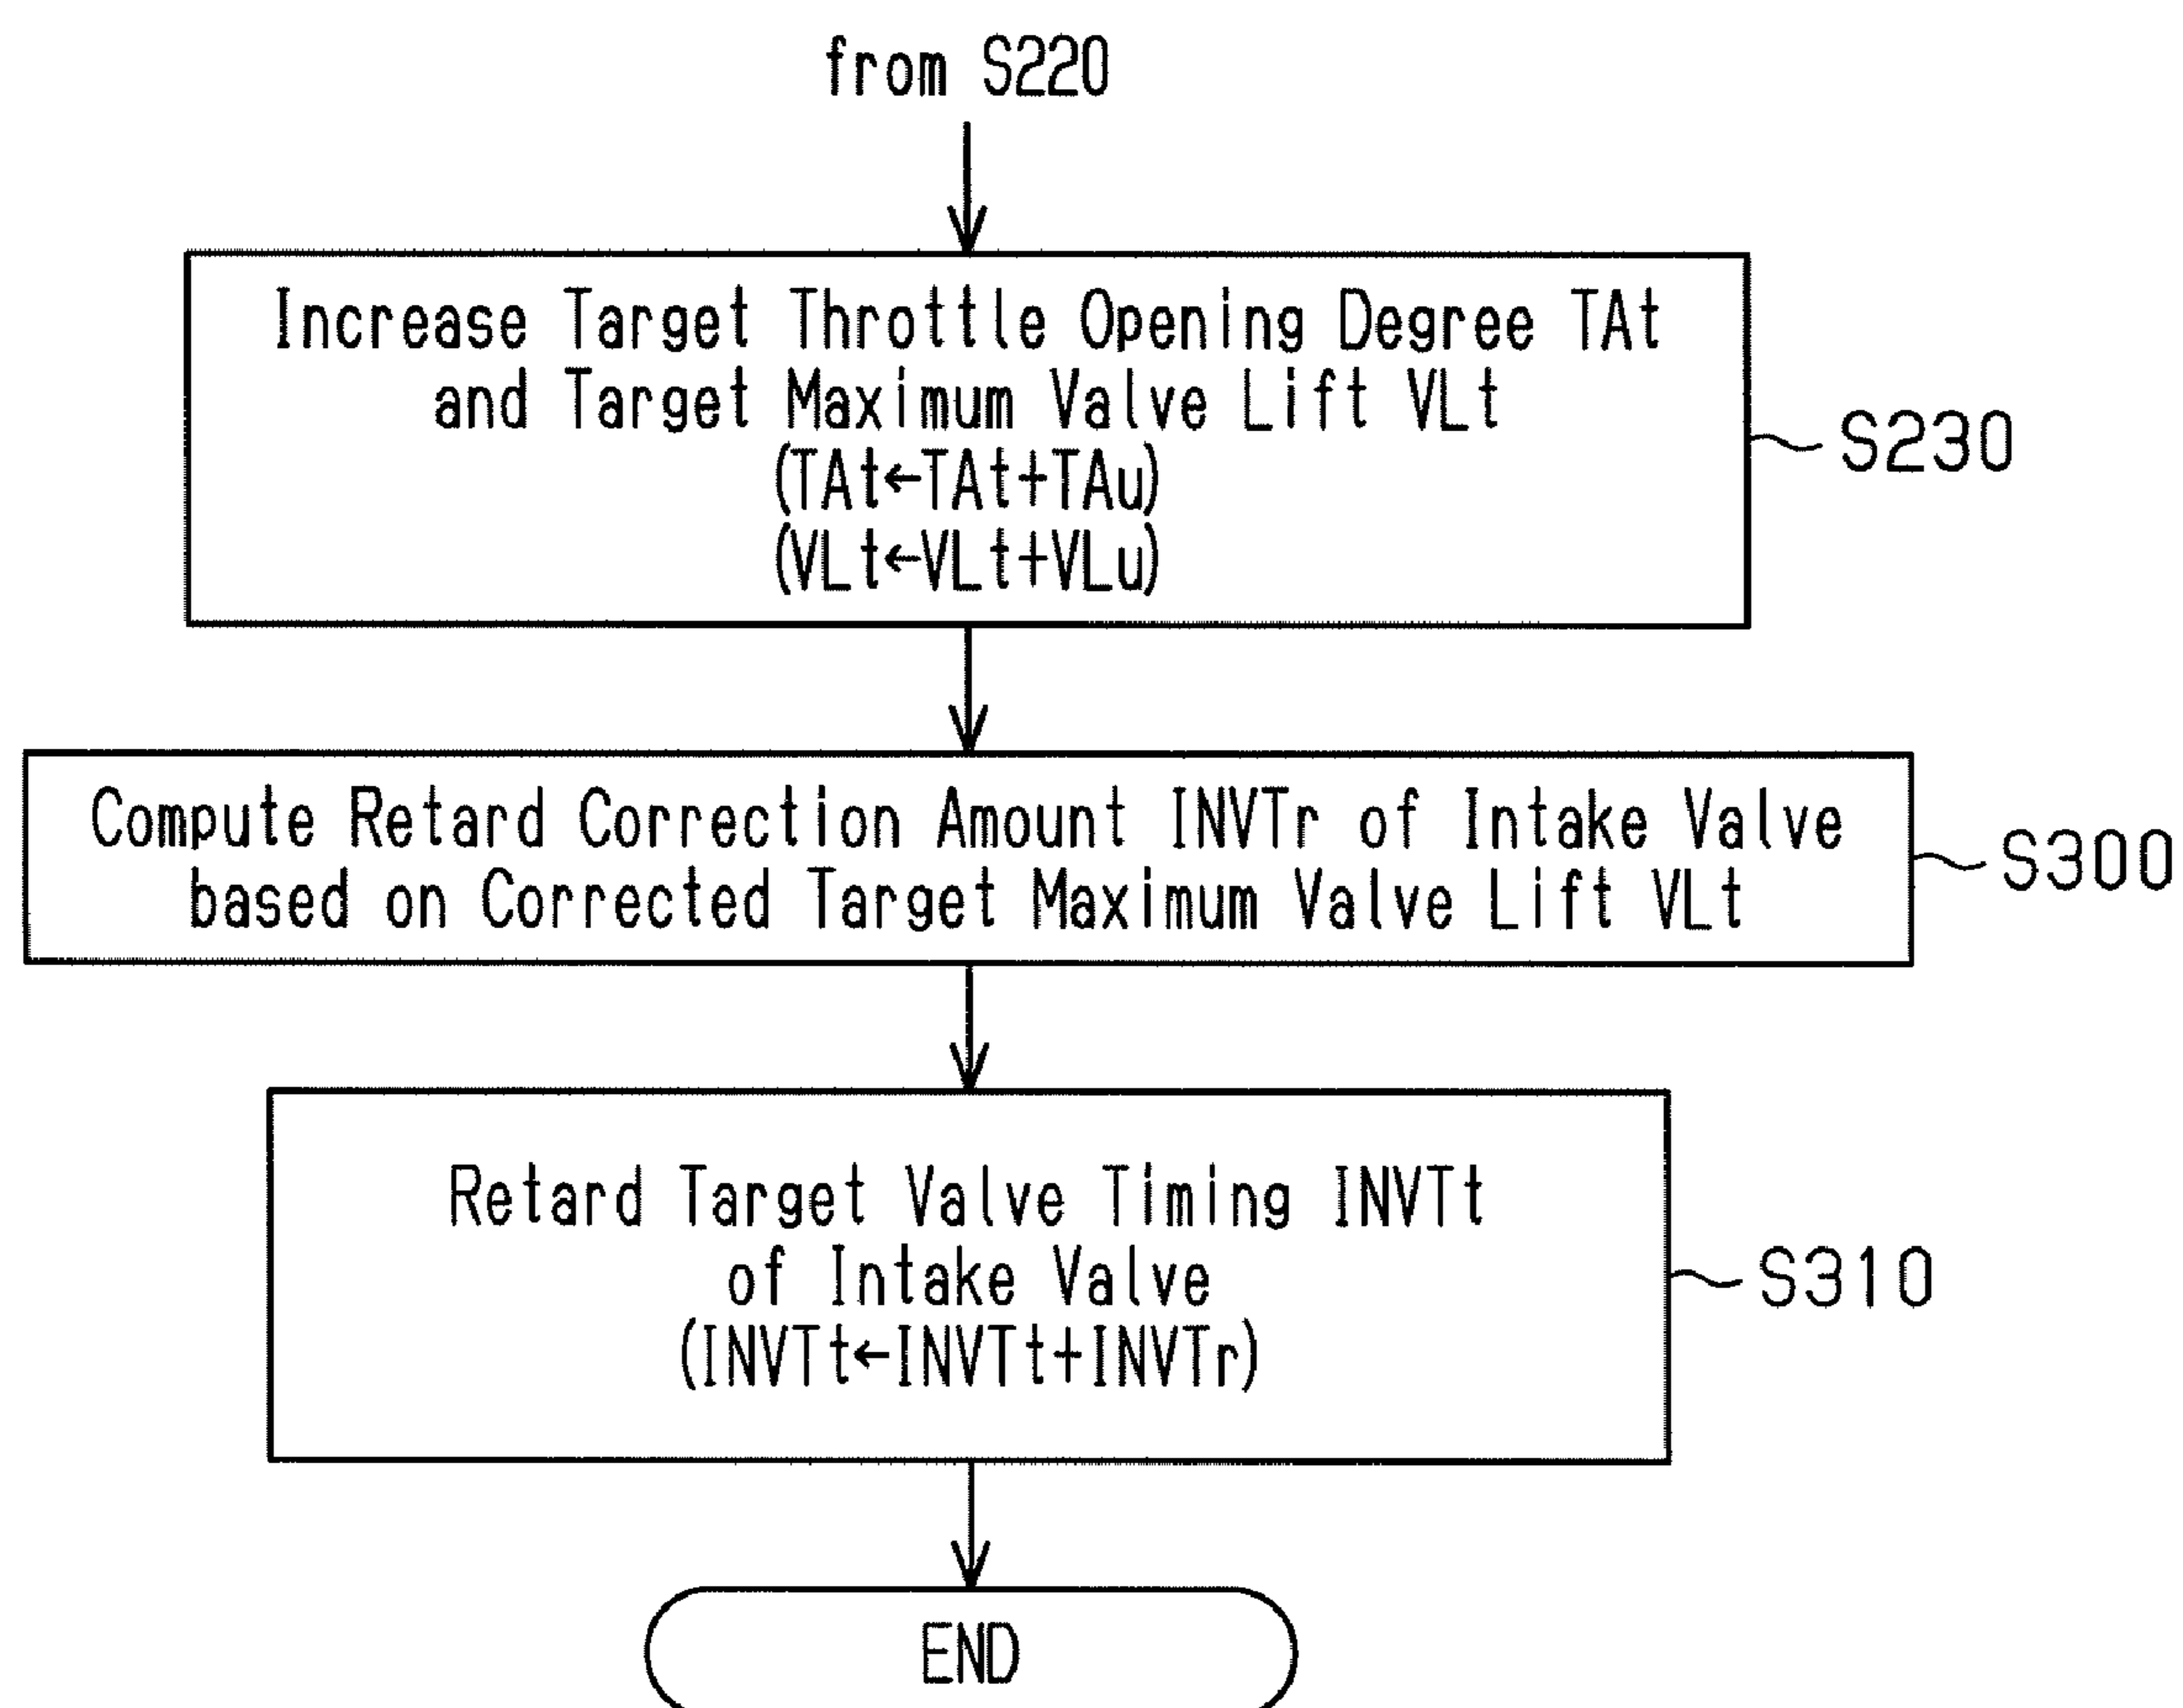 from S220
Increase Target Throttle Opening Degree TAt
and Target Maximum Valve Lift VLt
(TAt←TAt+TAu)
(VLt←VLt+VLu)
S230
Compute Retard Correction Amount INVTr of Intake Valve
based on Corrected Target Maximum Valve Lift VLt
S300
Retard Target Valve Timing INVTt
of Intake Valve
(INVTt←INVTt+INVTr)
S310
END